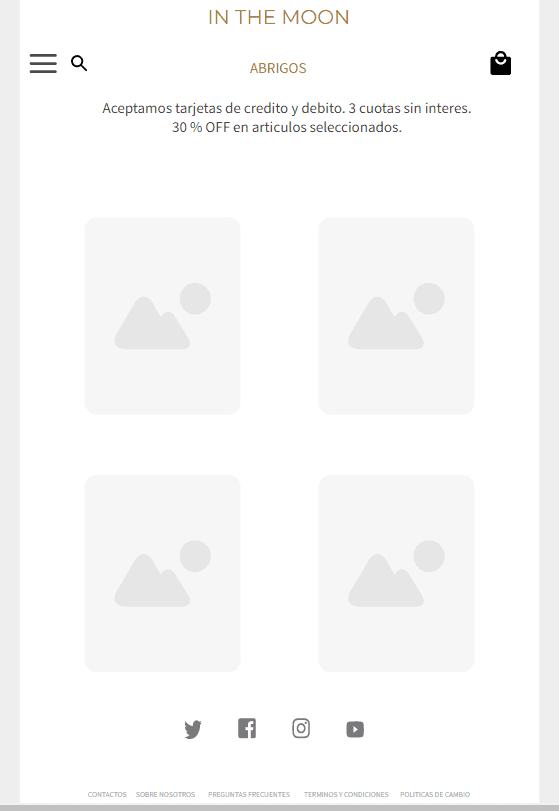 IN THE MOON
ABRIGOS
Aceptamos tarjetas de credito y debito. 3 cuotas sin interes.
30 % OFF en articulos seleccionados.
CONTACTOS SOBRE NOSOTROS PREGUNTAS FRECUENTES TERMINOS Y CONDICIONES POLITICAS DE CAMBIO